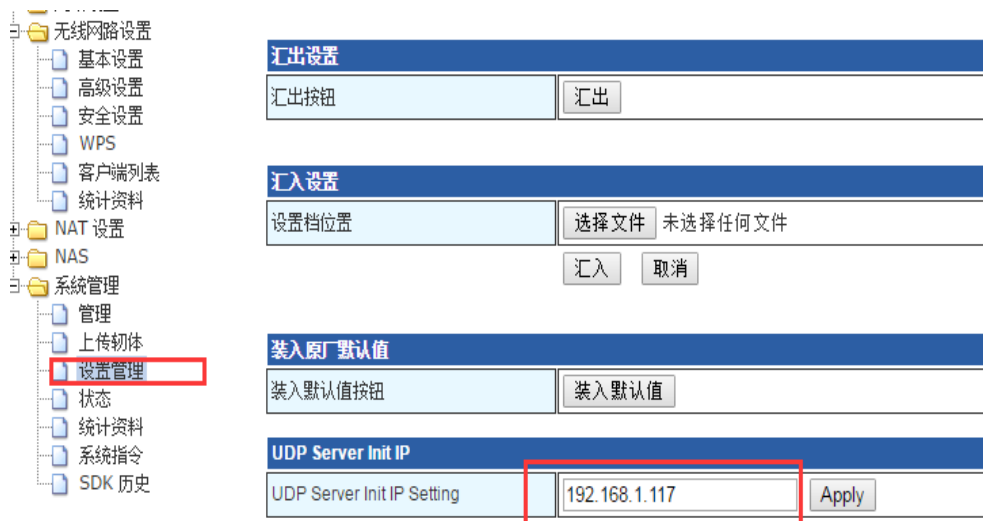 无线网路设置
基本设置
高级设置
安全设置
WPS
客户端列表
统计资料
NAT 设置
NAS
系统管理
管理
上传轫体
设置管理
状态
统计资料
系统指令
SDK 历史
汇出设置
汇出按钮
汇出
汇入设置
设置档位置
选择文件 未选择任何文件
汇入 取消
装入原厂默认值
装入默认值按钮
装入默认值
UDP Server Init IP
UDP Server Init IP Setting
192.168.1.117
Apply